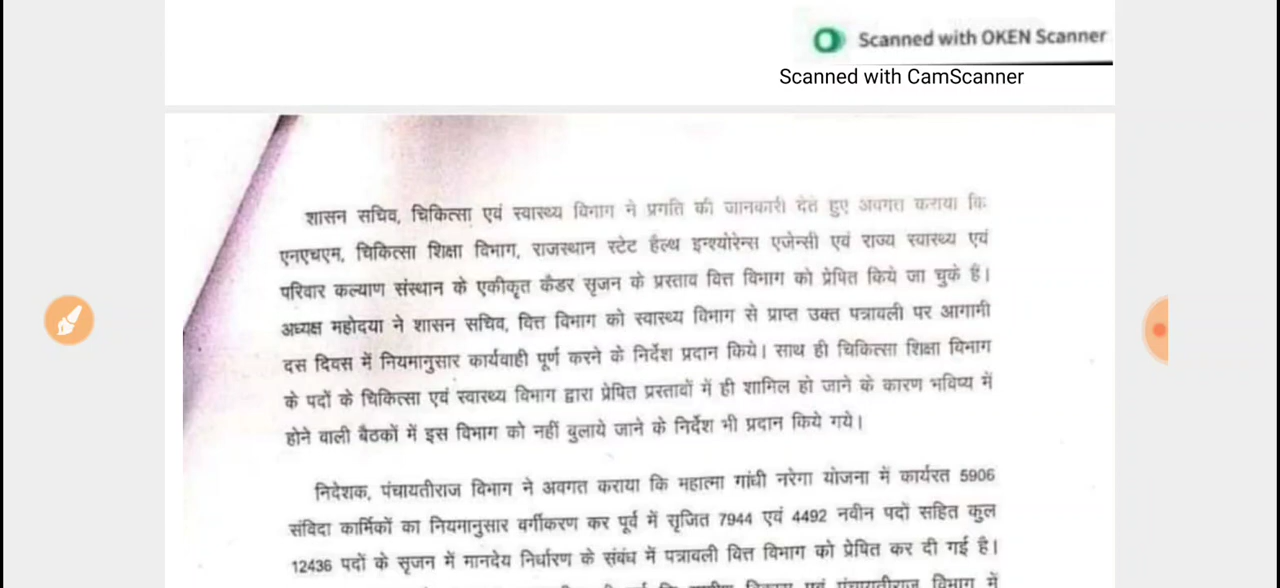 Scanned with OKEN Scanner
Scanned with CamScanner
शासन सचिव, चिकित्सा एवं स्वास्थ्य विभाग ने प्रगति की जानकारी देते हुए अवगत कराया कि
एनएचएम, चिकित्सा शिक्षा विभाग, राजस्थान स्टेट हैल्थ इन्श्योरेन्स एजेन्सी एवं राज्य स्वास्थ्य एवं
परिवार कल्याण संस्थान के एकीकृत कैडर सृजन के प्रस्ताव वित्त विभाग को प्रेषित किये जा चुके हैं।
अध्यक्ष महोदया ने शासन सचिव, वित्त विभाग को स्वास्थ्य विभाग से प्राप्त उक्त पत्रावली पर आगामी
दस दिवस में नियमानुसार कार्यवाही पूर्ण करने के निर्देश प्रदान किये। साथ ही चिकित्सा शिक्षा विभाग
के पदों के चिकित्सा एवं स्वास्थ्य विभाग द्वारा प्रेषित प्रस्तावों में ही शामिल हो जाने के कारण भविष्य में
होने वाली बैठकों में इस विभाग को नहीं बुलाये जाने के निर्देश भी प्रदान किये गये।
निदेशक, पंचायतीराज विभाग ने अवगत कराया कि महात्मा गांधी नरेगा योजना में कार्यरत 5906
संविदा कार्मिकों का नियमानुसार वर्गीकरण कर पूर्व में सृजित 7944 एवं 4492 नवीन पदों सहित कुल
12436 पदों के सृजन में मानदेय निर्धारण के संबंध में पत्रावली वित्त विभाग को प्रेषित कर दी गई है।
एवं पंचायतीराज विभाग में